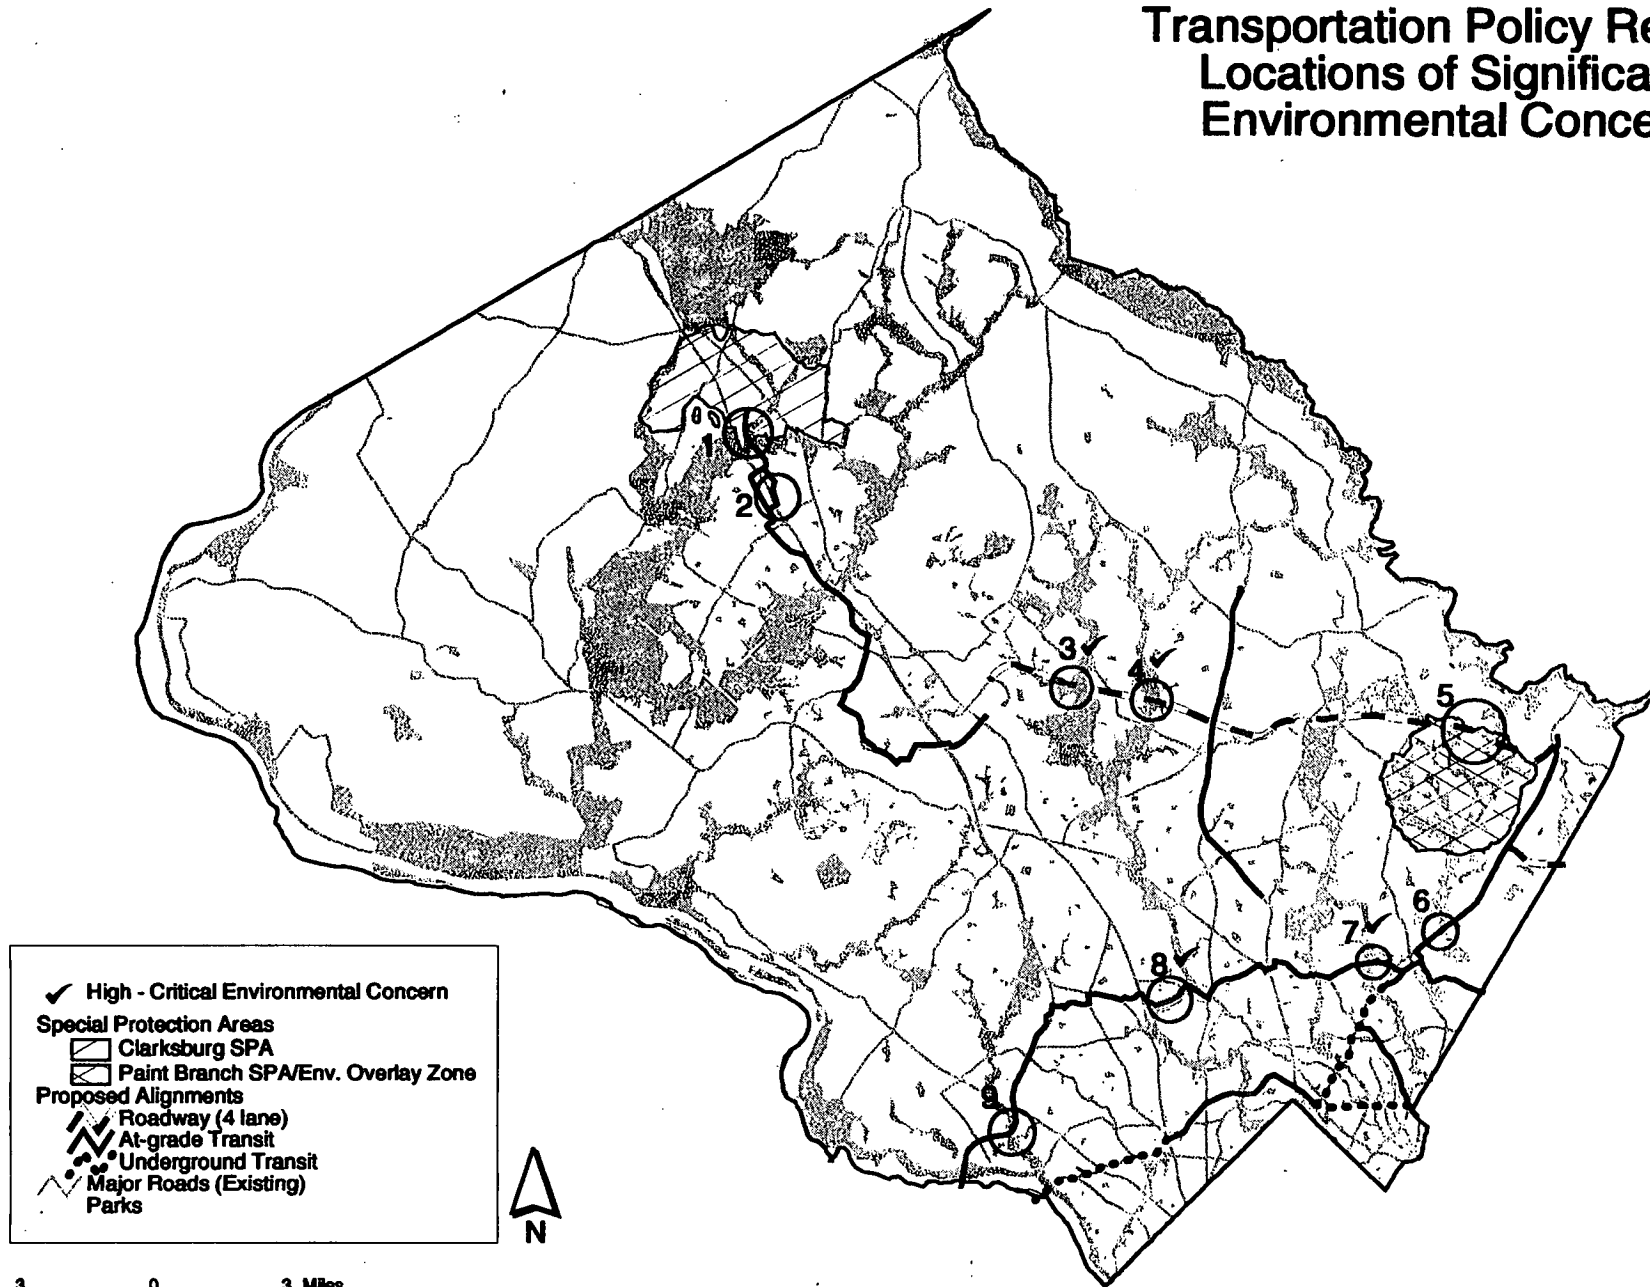 Transportation Policy Re
Locations of Significa
Environmental Conce
1
2
3 ✓
4 ✓
5
6
7 ✓
8 ✓
9
✓ High - Critical Environmental Concern
Special Protection Areas
Clarksburg SPA
Paint Branch SPA/Env. Overlay Zone
Proposed Alignments
Roadway (4 lane)
At-grade Transit
Underground Transit
Major Roads (Existing)
Parks
N
3 0 3 Miles